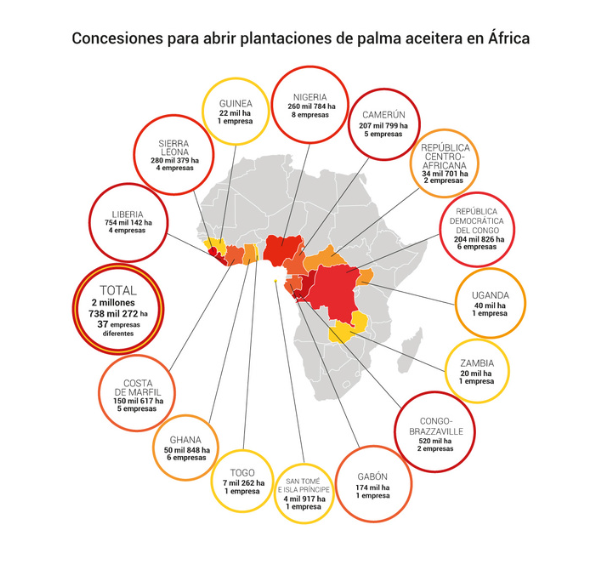 Concesiones para abrir plantaciones de palma aceitera en África
GUINEA
22 mil ha
1 empresa
NIGERIA
260 mil 784 ha
8 empresas
CAMERÚN
207 mil 799 ha
5 empresas
REPÚBLICA
CENTRO-
AFRICANA
34 mil 701 ha
2 empresas
REPÚBLICA
DEMOCRÁTICA
DEL CONGO
204 mil 826 ha
6 empresas
UGANDA
40 mil ha
1 empresa
ZAMBIA
20 mil ha
1 empresa
CONGO-
BRAZZAVILLE
520 mil ha
2 empresas
GABÓN
174 mil ha
1 empresa
SAN TOMÉ
E ISLA PRÍNCIPE
4 mil 917 ha
1 empresa
TOGO
7 mil 262 ha
1 empresa
GHANA
50 mil 848 ha
6 empresas
COSTA
DE MARFIL
150 mil 617 ha
5 empresas
TOTAL
2 millones
738 mil 272 ha
37 empresas
diferentes
LIBERIA
754 mil 142 ha
4 empresas
SIERRA
LEONA
280 mil 379 ha
4 empresas